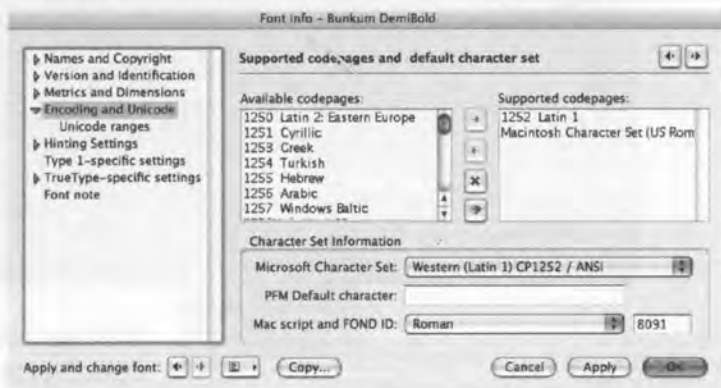 Font Info - Bunkum DemiBold
Names and Copyright
Version and Identification
Metrics and Dimensions
Encoding and Unicode
Unicode ranges
Hinting Settings
Type 1-specific settings
TrueType-specific settings
Font note
Supported codepages and default character set
Available codepages:
1250 Latin 2: Eastern Europe
1251 Cyrillic
1253 Greek
1254 Turkish
1255 Hebrew
1256 Arabic
1257 Windows Baltic
Supported codepages:
1252 Latin 1
Macintosh Character Set (US Rom
Character Set Information
Microsoft Character Set: Western (Latin 1) CP1252 / ANSI
PFM Default character:
Mac script and FOND ID: Roman 8091
Apply and change font: Copy... Cancel Apply OK